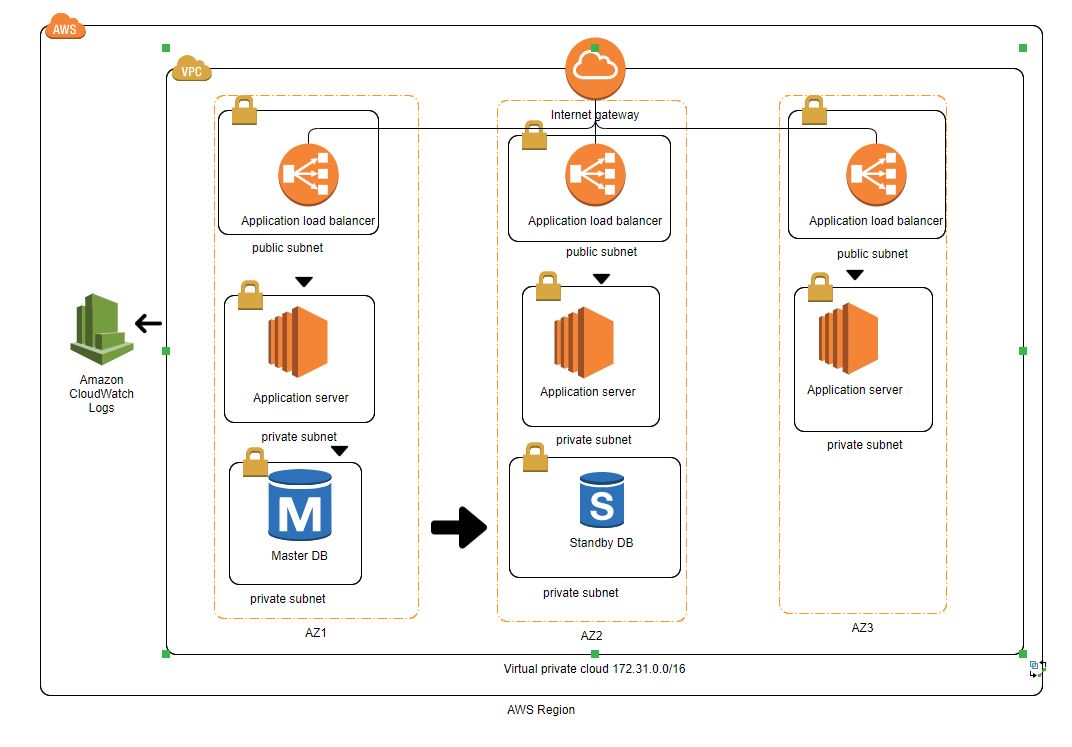 AWS
VPC
Internet gateway
Application load balancer
Application load balancer
Application load balancer
public subnet
public subnet
public subnet
Amazon
CloudWatch
Logs
Application server
Application server
Application server
private subnet
private subnet
private subnet
M
S
Master DB
Standby DB
private subnet
private subnet
AZ1
AZ2
AZ3
Virtual private cloud 172.31.0.0/16
AWS Region